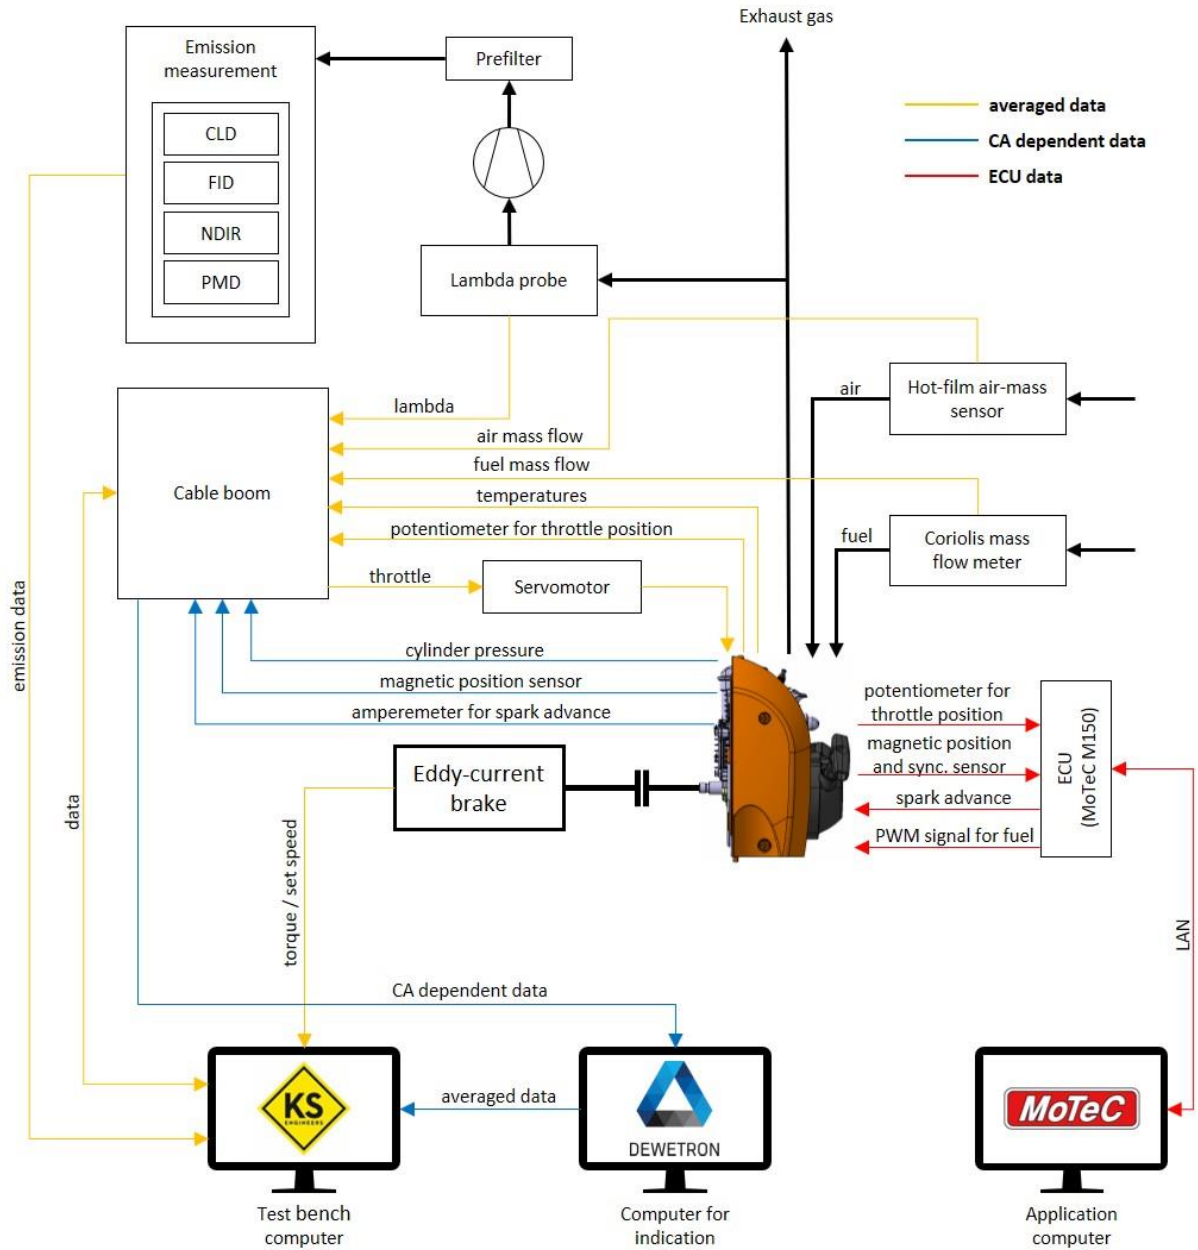 Exhaust gas
Emission
measurement
CLD
FID
NDIR
PMD
Prefilter
Lambda probe
averaged data
CA dependent data
ECU data
Hot-film air-mass
sensor
air
Coriolis mass
flow meter
fuel
Cable boom
lambda
air mass flow
fuel mass flow
temperatures
potentiometer for throttle position
throttle
Servomotor
cylinder pressure
magnetic position sensor
amperemeter for spark advance
Eddy-current
brake
potentiometer for
throttle position
magnetic position
and sync. sensor
spark advance
PWM signal for fuel
ECU
(MoTeC M150)
LAN
emission data
data
torque / set speed
CA dependent data
averaged data
KS
ENGINEERS
DEWETRON
MoTeC
Test bench
computer
Computer for
indication
Application
computer